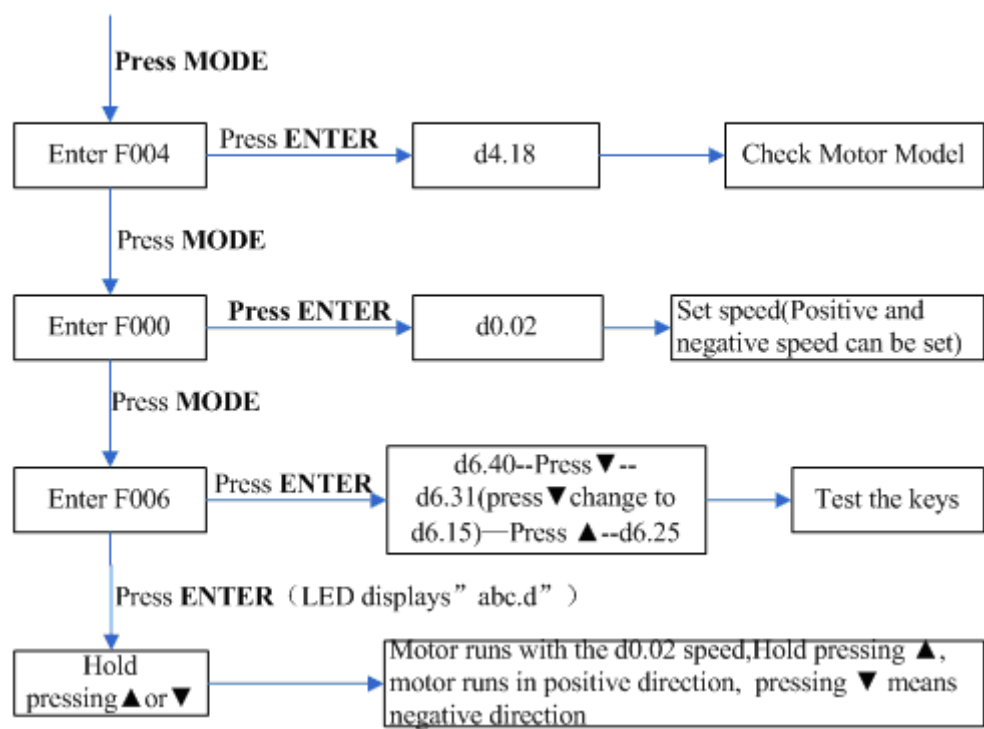 Press MODE
Enter F004
Press ENTER
d4.18
Check Motor Model
Press MODE
Enter F000
Press ENTER
d0.02
Set speed(Positive and
negative speed can be set)
Press MODE
Enter F006
Press ENTER
d6.40--Press▼--
d6.31(press▼change to
d6.15)—Press ▲--d6.25
Test the keys
Press ENTER（LED displays” abc.d”）
Hold
pressing▲or▼
Motor runs with the d0.02 speed,Hold pressing ▲,
motor runs in positive direction, pressing ▼ means
negative direction